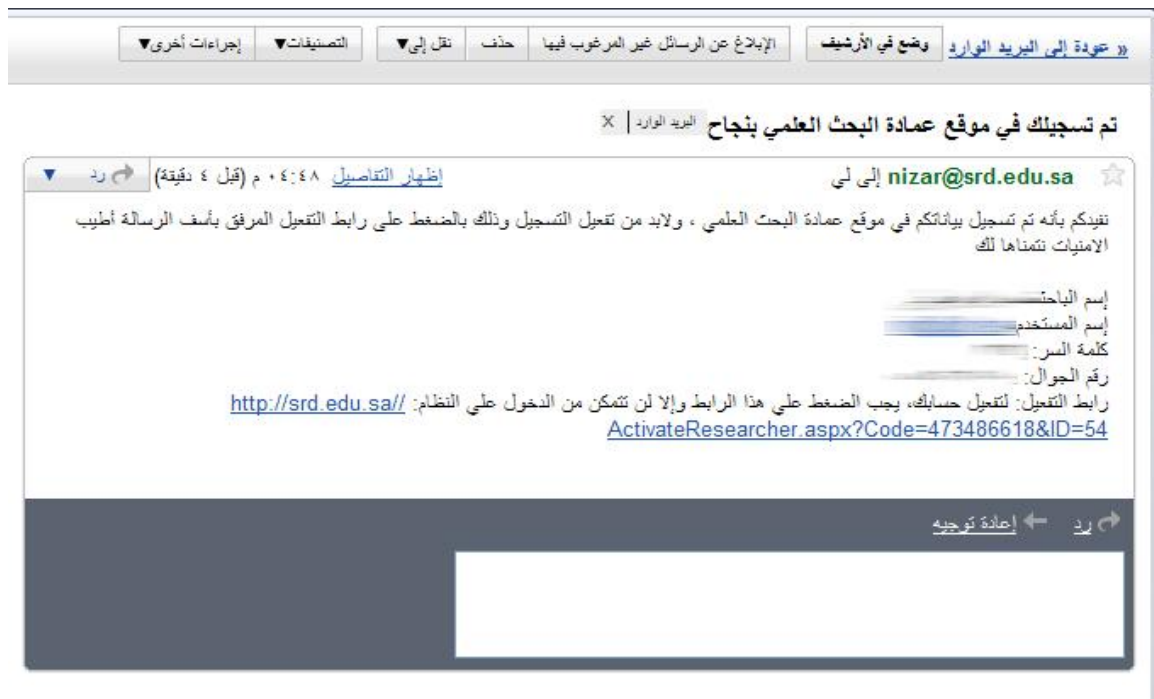 « عودة إلى البريد الوارد وضع في الأرشيف الإبلاغ عن الرسائل غير المرغوب فيها حذف نقل إلى▼ التصنيفات▼ إجراءات أخرى▼
تم تسجيلك في موقع عمادة البحث العلمي بنجاح البريد الوارد | X
nizar@srd.edu.sa إلى لي إظهار التفاصيل ٠٤:٤٨ م (قبل ٤ دقيقة) رد ▼
نفيدكم بأنه تم تسجيل بياناتكم في موقع عمادة البحث العلمي ، ولابد من تفعيل التسجيل وذلك بالضغط على رابط التفعيل المرفق بأسف الرسالة أطيب
الامنيات نتمناها لك
إسم الباحث
إسم المستخدم
كلمة السر:
رقم الجوال:
رابط التفعيل: لتفعيل حسابك، يجب الضغط علي هذا الرابط وإلا لن تتمكن من الدخول علي النظام: http://srd.edu.sa//
ActivateResearcher.aspx?Code=473486618&ID=54
رد إعادة توجيه